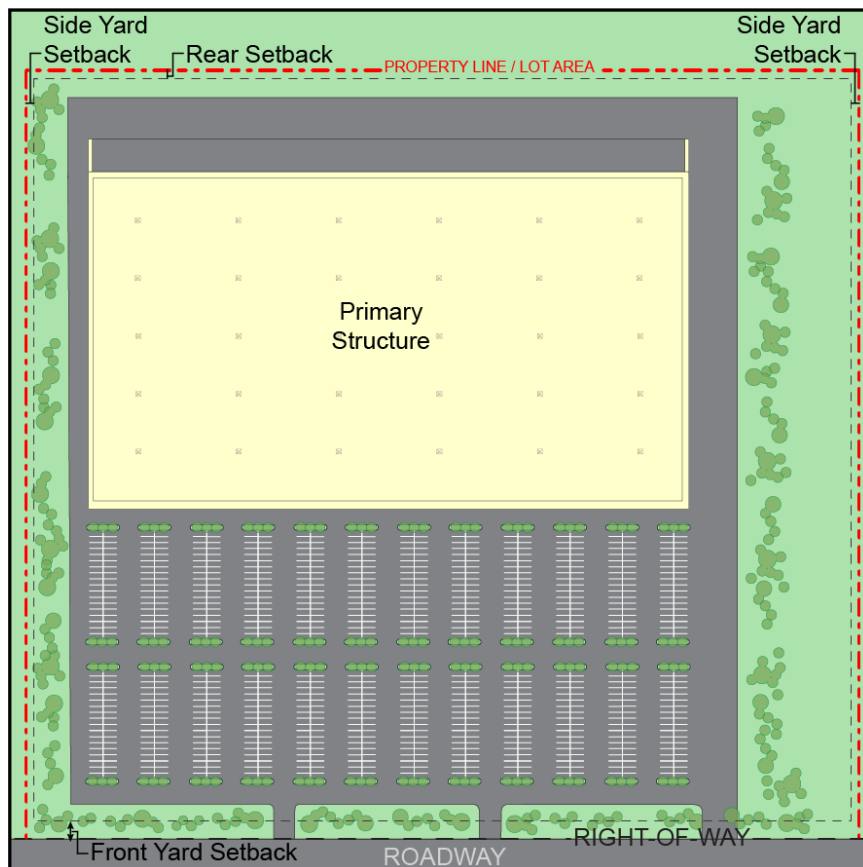 Side Yard
Setback
Rear Setback
Side Yard
Setback
PROPERTY LINE / LOT AREA
Primary
Structure
RIGHT-OF-WAY
Front Yard Setback
ROADWAY